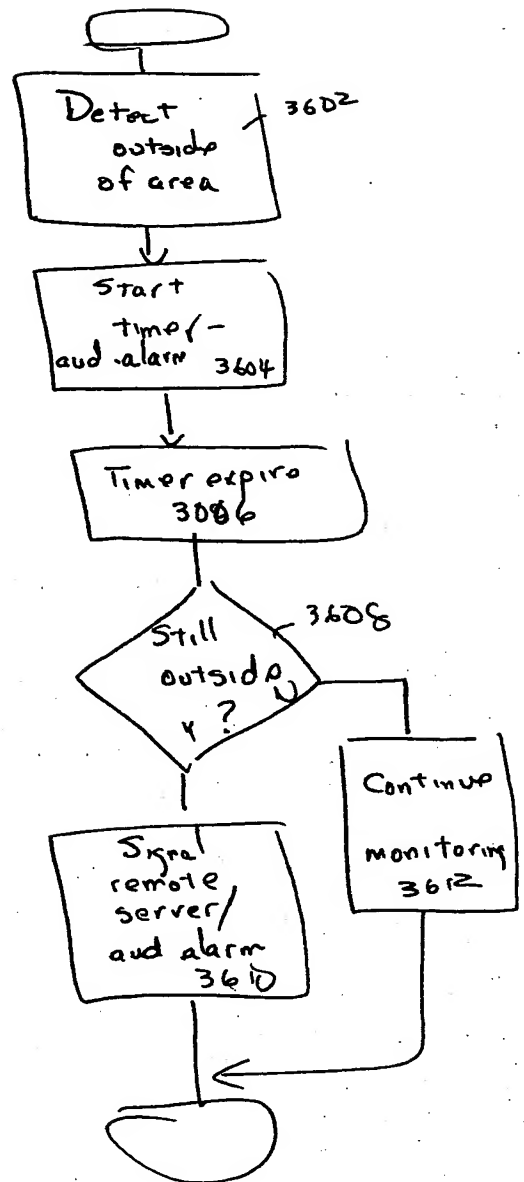 Detect
outside
of area
3602
Start
timer/-
aud. alarm 3604
Timer expire
3006
Still
outside
?
3608
Y
N
Continue
monitoring
3612
Signal
remote
server/
aud alarm
3610